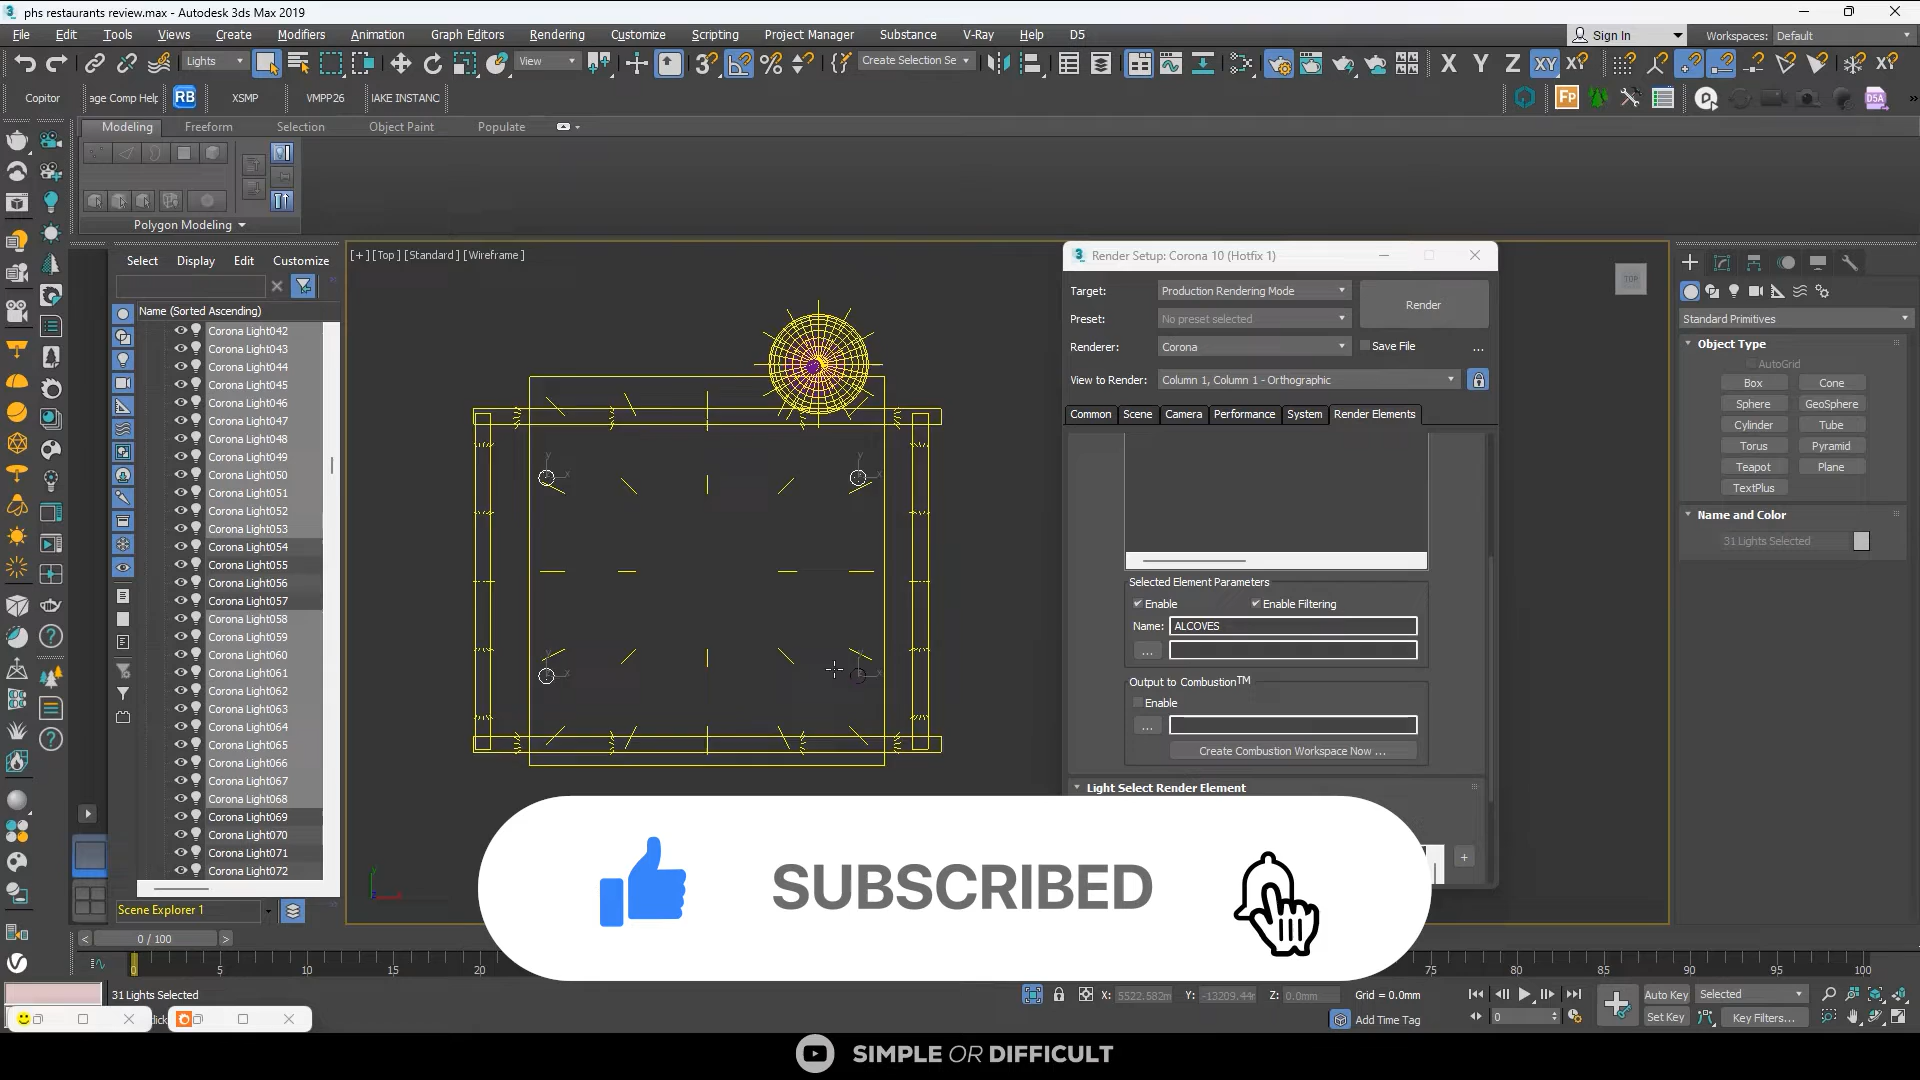 phs restaurants review.max - Autodesk 3ds Max 2019
File Edit Tools Views Create Modifiers Animation Graph Editors Rendering Customize Scripting Project Manager Substance V-Ray Help D5
Sign In Workspaces: Default
Lights View Create Selection Se X Y Z XY
Copitor age Comp Help RB XSMP VMPP26 IAKE INSTANC Fp
Modeling Freeform Selection Object Paint Populate
Polygon Modeling
Select Display Edit Customize
Name (Sorted Ascending)
Corona Light042
Corona Light043
Corona Light044
Corona Light045
Corona Light046
Corona Light047
Corona Light048
Corona Light049
Corona Light050
Corona Light051
Corona Light052
Corona Light053
Corona Light054
Corona Light055
Corona Light056
Corona Light057
Corona Light058
Corona Light059
Corona Light060
Corona Light061
Corona Light062
Corona Light063
Corona Light064
Corona Light065
Corona Light066
Corona Light067
Corona Light068
Corona Light069
Corona Light070
Corona Light071
Corona Light072
Scene Explorer 1
[+] [Top] [Standard] [Wireframe]
TOP
Render Setup: Corona 10 (Hotfix 1)
Target: Production Rendering Mode
Render
Preset: No preset selected
Renderer: Corona Save File ...
View to Render: Column 1, Column 1 - Orthographic
Common Scene Camera Performance System Render Elements
Selected Element Parameters
Enable Enable Filtering
Name: ALCOVES
...
Output to Combustion™
Enable
...
Create Combustion Workspace Now ...
Light Select Render Element
+
Standard Primitives
Object Type
AutoGrid
Box Cone
Sphere GeoSphere
Cylinder Tube
Torus Pyramid
Teapot Plane
TextPlus
Name and Color
31 Lights Selected
SUBSCRIBED
< 0 / 100 >
0 5 10 15 20 75 80 85 90 95 100
31 Lights Selected
X: 5522.582m Y: -13209.44r Z: 0.0mm Grid = 0.0mm
Add Time Tag
Auto Key Selected
0
Set Key Key Filters...
SIMPLE OR DIFFICULT